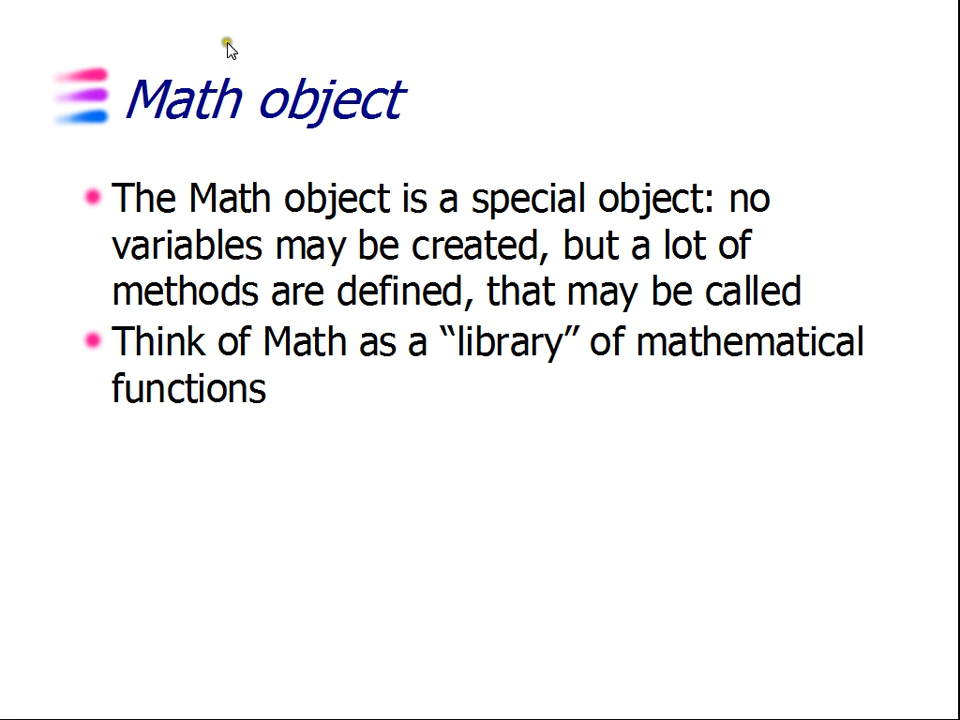 Math object
The Math object is a special object: no
variables may be created, but a lot of
methods are defined, that may be called
Think of Math as a “library” of mathematical
functions